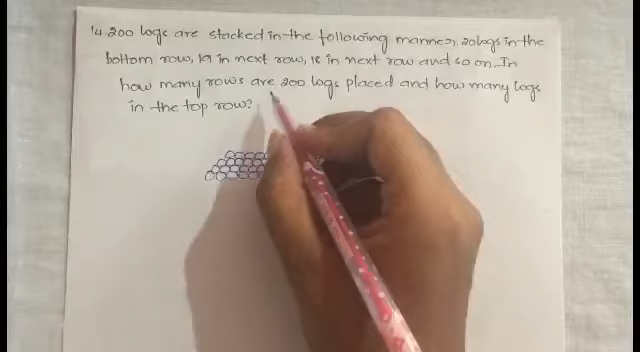 14. 200 logs are stacked in the following manner, 20 logs in the
bottom row, 19 in next row, 18 in next row and so on. In
how many rows are 200 logs placed and how many logs
in the top row?